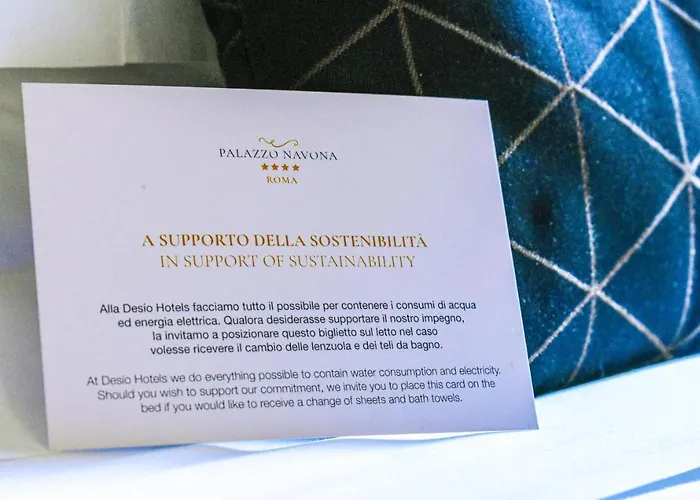 PALAZZO NAVONA
ROMA
A SUPPORTO DELLA SOSTENIBILITÀ
IN SUPPORT OF SUSTAINABILITY
Alla Desio Hotels facciamo tutto il possibile per contenere i consumi di acqua
ed energia elettrica. Qualora desiderasse supportare il nostro impegno,
la invitamo a posizionare questo biglietto sul letto nel caso
volesse ricevere il cambio delle lenzuola e dei teli da bagno.
At Desio Hotels we do everything possible to contain water consumption and electricity.
Should you wish to support our commitment, we invite you to place this card on the
bed if you would like to receive a change of sheets and bath towels.